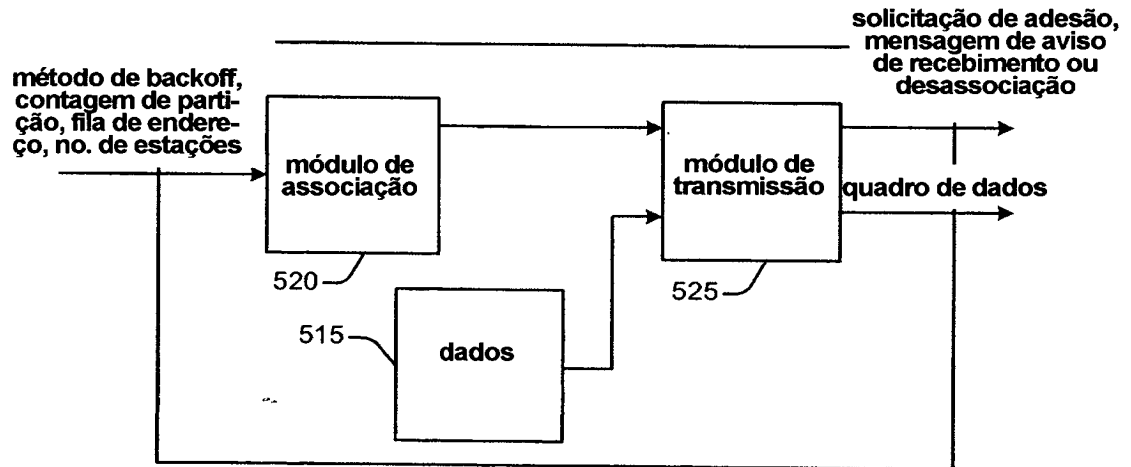 solicitação de adesão,
mensagem de aviso
de recebimento ou
desassociação
método de backoff,
contagem de parti-
ção, fila de endere-
ço, no. de estações
módulo de
associação
520
módulo de
transmissão
525
quadro de dados
515
dados